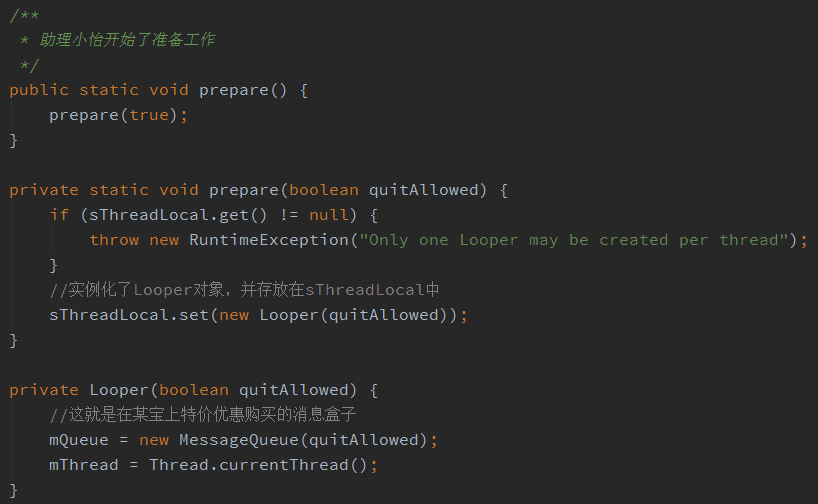 /**
 * 助理小怡开始了准备工作
 */
public static void prepare() {
    prepare(true);
}

private static void prepare(boolean quitAllowed) {
    if (sThreadLocal.get() != null) {
        throw new RuntimeException("Only one Looper may be created per thread");
    }
    //实例化了Looper对象，并存放在sThreadLocal中
    sThreadLocal.set(new Looper(quitAllowed));
}

private Looper(boolean quitAllowed) {
    //这就是在某宝上特价优惠购买的消息盒子
    mQueue = new MessageQueue(quitAllowed);
    mThread = Thread.currentThread();
}